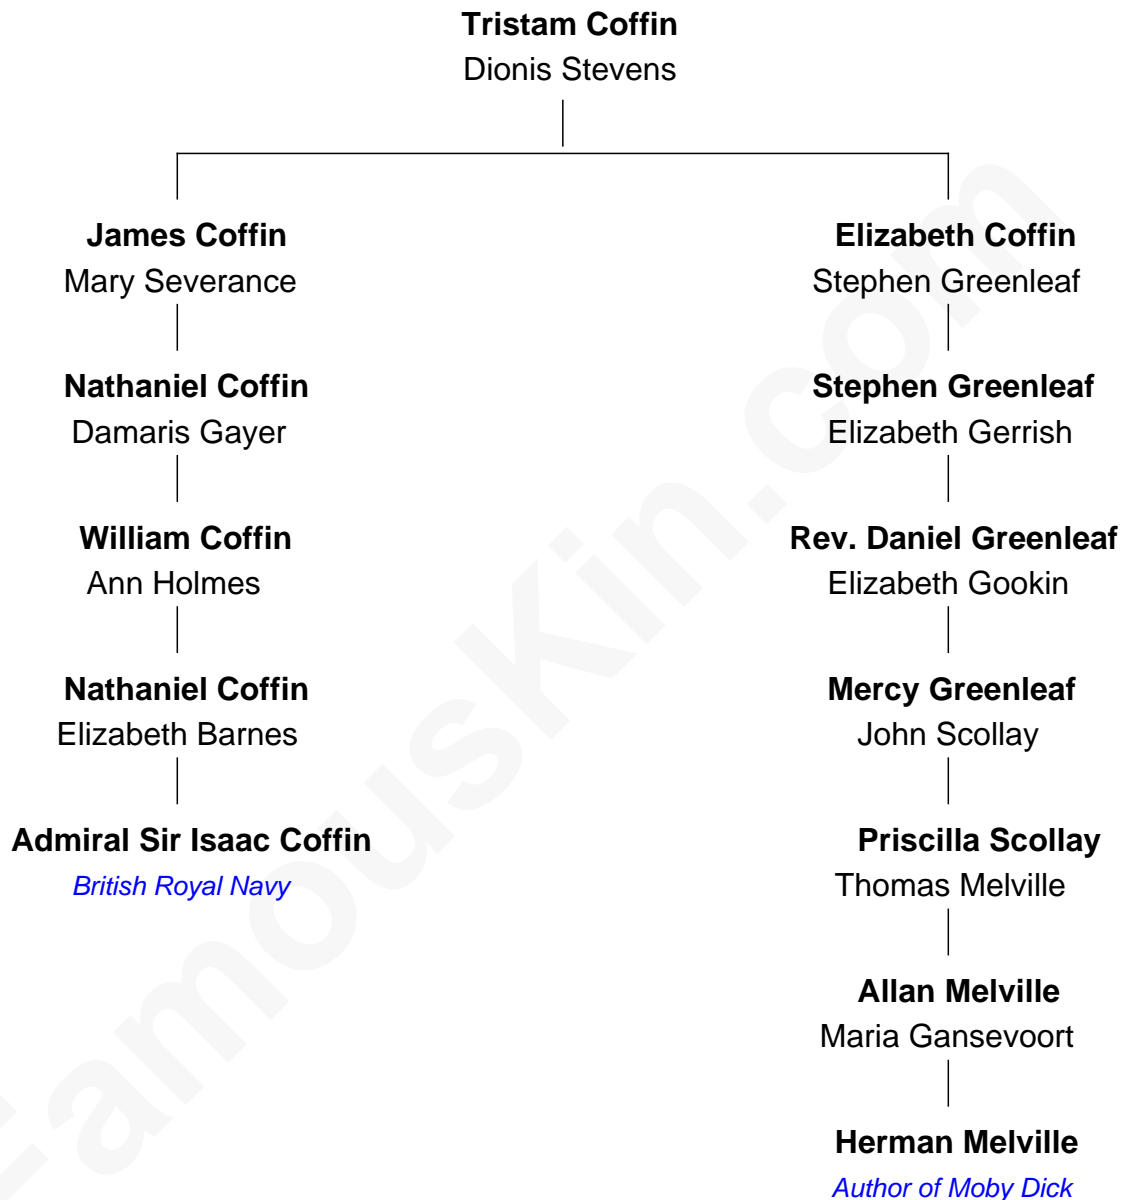 Tristam Coffin
Dionis Stevens
James Coffin
Mary Severance
Nathaniel Coffin
Damaris Gayer
William Coffin
Ann Holmes
Nathaniel Coffin
Elizabeth Barnes
Admiral Sir Isaac Coffin
British Royal Navy
Elizabeth Coffin
Stephen Greenleaf
Stephen Greenleaf
Elizabeth Gerrish
Rev. Daniel Greenleaf
Elizabeth Gookin
Mercy Greenleaf
John Scollay
Priscilla Scollay
Thomas Melville
Allan Melville
Maria Gansevoort
Herman Melville
Author of Moby Dick
FamousKin.com